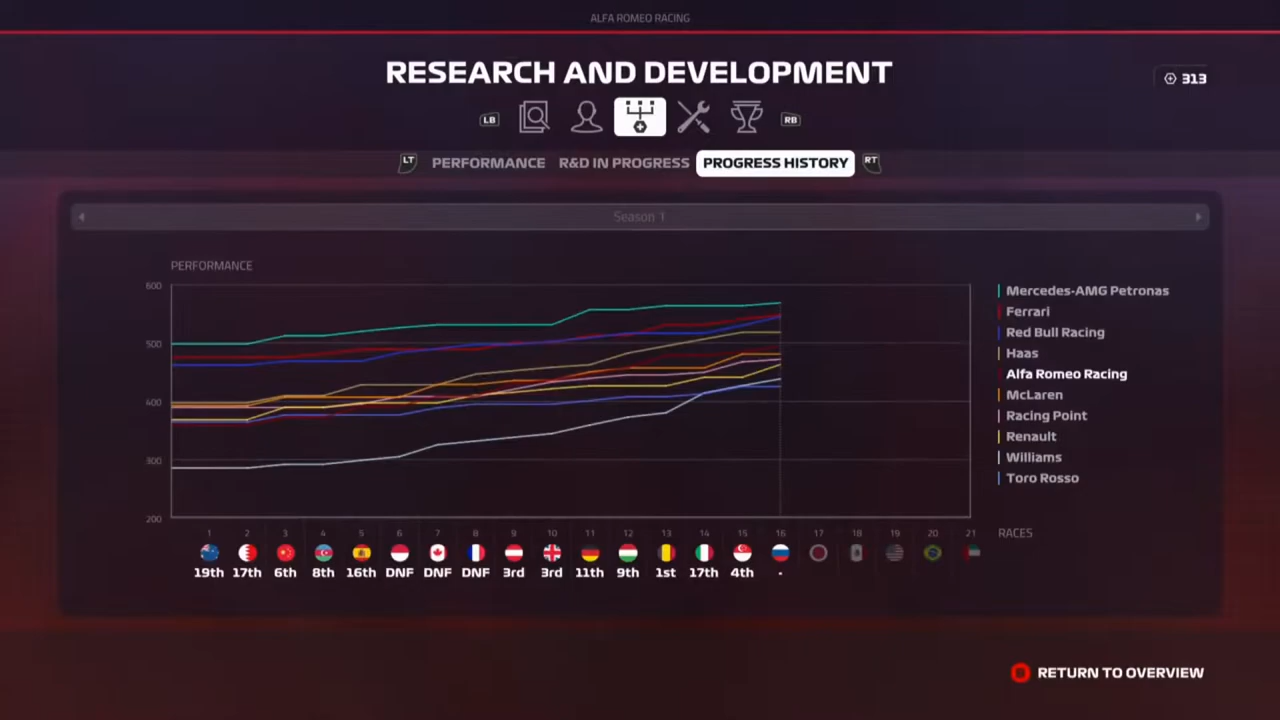 ALFA ROMEO RACING
RESEARCH AND DEVELOPMENT
313
LB RB
LT PERFORMANCE R&D IN PROGRESS PROGRESS HISTORY RT
Season 1
PERFORMANCE
600
500
400
300
200
Mercedes-AMG Petronas
Ferrari
Red Bull Racing
Haas
Alfa Romeo Racing
McLaren
Racing Point
Renault
Williams
Toro Rosso
1 2 3 4 5 6 7 8 9 10 11 12 13 14 15 16 17 18 19 20 21 RACES
19th 17th 6th 8th 16th DNF DNF DNF 3rd 3rd 11th 9th 1st 17th 4th -
RETURN TO OVERVIEW